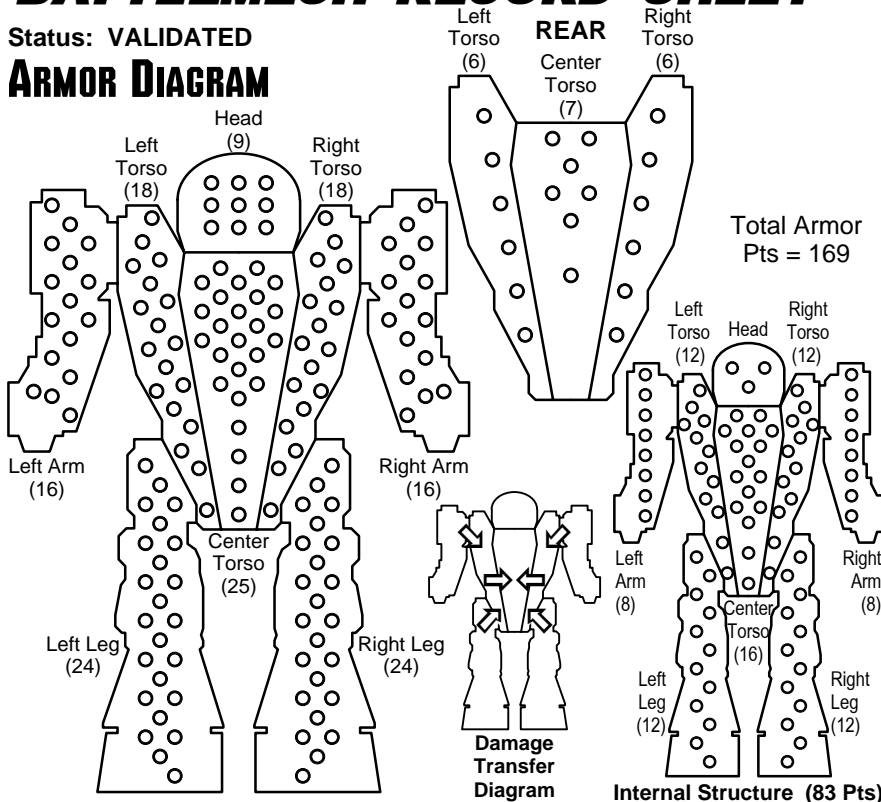 BATTLEMECH RECORD SHEET
Status: VALIDATED
ARMOR DIAGRAM
Left
Torso
(18)
Head
(9)
Right
Torso
(18)
Left Arm
(16)
Right Arm
(16)
Center
Torso
(25)
Left Leg
(24)
Right Leg
(24)
Left
Torso
(6)
REAR
Center
Torso
(7)
Right
Torso
(6)
Total Armor
Pts = 169
Left
Torso
(12)
Head
Right
Torso
(12)
Left
Arm
(8)
Right
Arm
(8)
Center
Torso
(16)
Left
Leg
(12)
Right
Leg
(12)
Damage
Transfer
Diagram
Internal Structure (83 Pts)